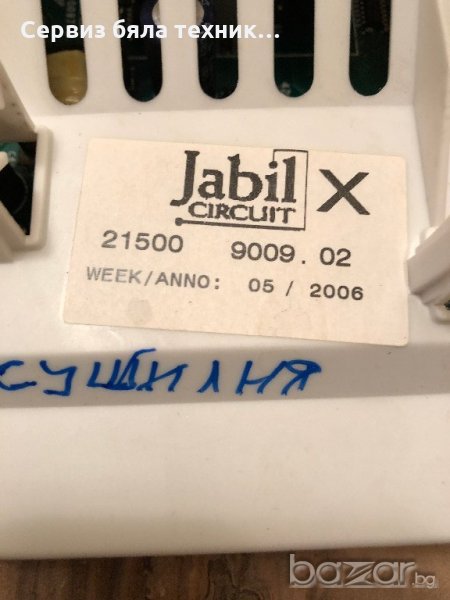 Сервиз бяла техник...
Jabil X
CIRCUIT
21500 9009.02
WEEK/ANNO: 05 / 2006
сушилня
bazar.bg